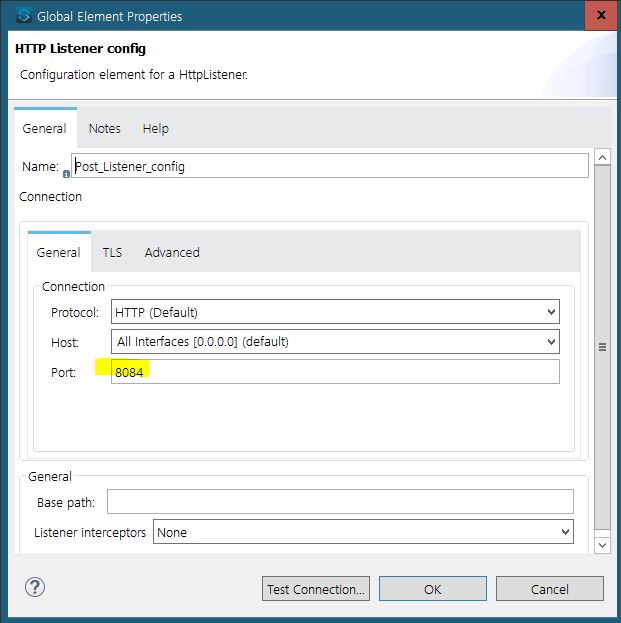 Global Element Properties
x
HTTP Listener config
Configuration element for a HttpListener.
General Notes Help
Name: Post_Listener_config
Connection
General TLS Advanced
Connection
Protocol: HTTP (Default)
Host: All Interfaces [0.0.0.0] (default)
Port: 8084
General
Base path:
Listener interceptors None
? Test Connection... OK Cancel